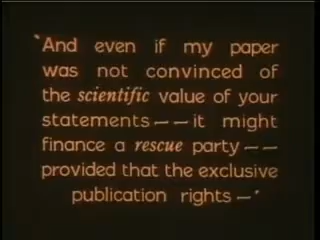 ‛And even if my paper
was not convinced of
the scientific value of your
statements — — it might
finance a rescue party — —
provided that the exclusive
publication rights —’